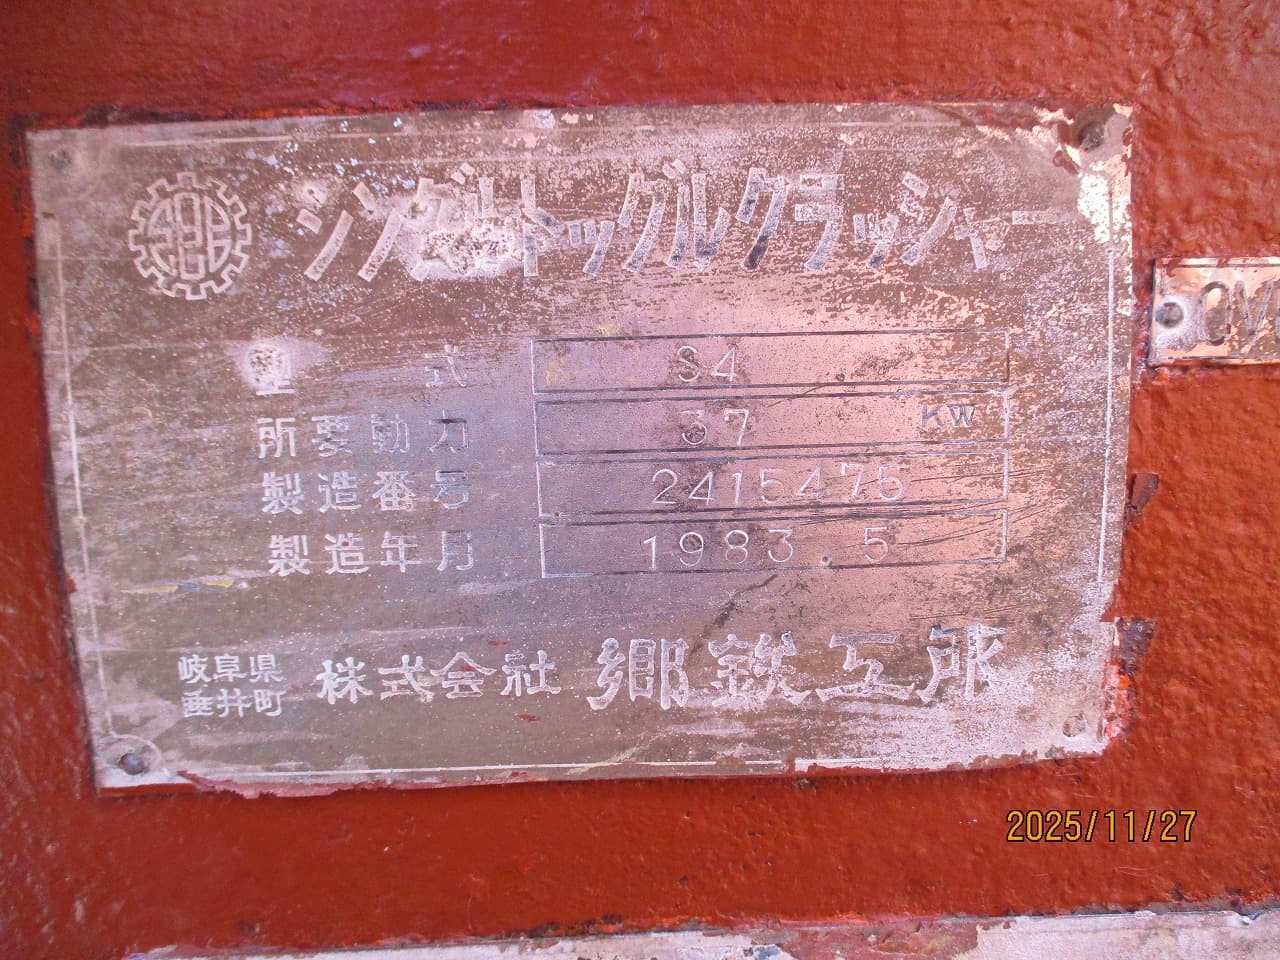 シングルトッグルクラッシャー
型式 S4
所要動力 37 KW
製造番号 2415475
製造年月 1983.5
岐阜県
垂井町
株式会社 郷鉄工所
2025/11/27